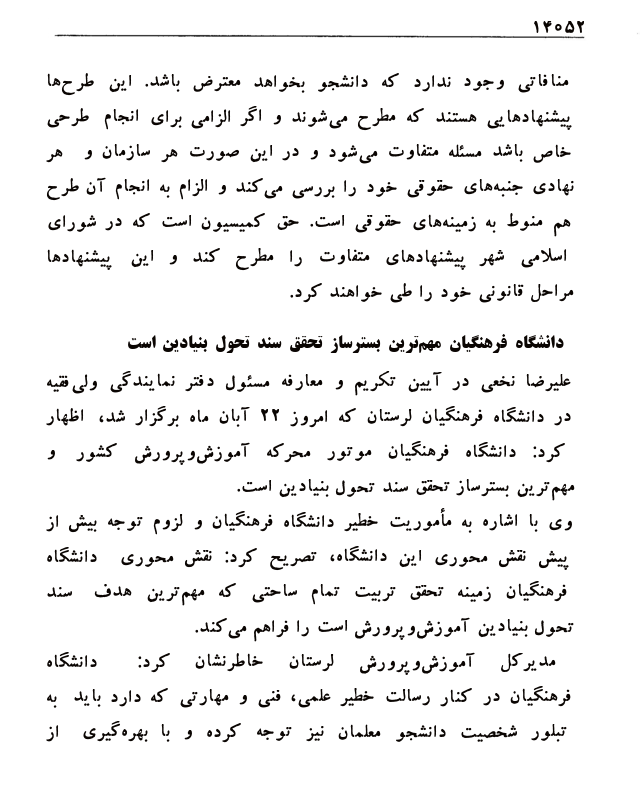 ۱۴۰۵۲
منافاتی وجود ندارد که دانشجو بخواهد معترض باشد. این طرح‌ها
پیشنهادهایی هستند که مطرح می‌شوند و اگر الزامی برای انجام طرحی
خاص باشد مسئله متفاوت می‌شود و در این صورت هر سازمان و هر
نهادی جنبه‌های حقوقی خود را بررسی می‌کند و الزام به انجام آن طرح
هم منوط به زمینه‌های حقوقی است. حق کمیسیون است که در شورای
اسلامی شهر پیشنهادهای متفاوت را مطرح کند و این پیشنهادها
مراحل قانونی خود را طی خواهند کرد.
دانشگاه فرهنگیان مهم‌ترین بسترساز تحقق سند تحول بنیادین است
علیرضا نخعی در آیین تکریم و معارفه مسئول دفتر نمایندگی ولی‌فقیه
در دانشگاه فرهنگیان لرستان که امروز ۲۲ آبان ماه برگزار شد، اظهار
کرد: دانشگاه فرهنگیان موتور محرکه آموزش‌وپرورش کشور و
مهم‌ترین بسترساز تحقق سند تحول بنیادین است.
وی با اشاره به مأموریت خطیر دانشگاه فرهنگیان و لزوم توجه بیش از
پیش نقش محوری این دانشگاه، تصریح کرد: نقش محوری دانشگاه
فرهنگیان زمینه تحقق تربیت تمام ساحتی که مهم‌ترین هدف سند
تحول بنیادین آموزش‌وپرورش است را فراهم می‌کند.
مدیرکل آموزش‌وپرورش لرستان خاطرنشان کرد: دانشگاه
فرهنگیان در کنار رسالت خطیر علمی، فنی و مهارتی که دارد باید به
تبلور شخصیت دانشجو معلمان نیز توجه کرده و با بهره‌گیری از